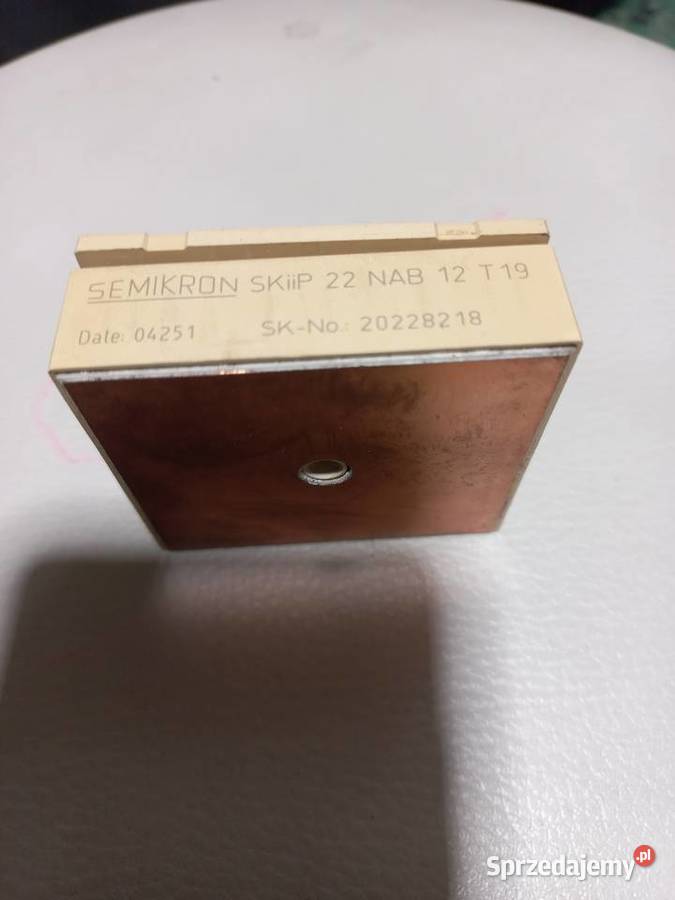 SEMIKRON SKiiP 22 NAB 12 T19
Date: 04251 SK-No.: 20228218
Sprzedajemy.pl